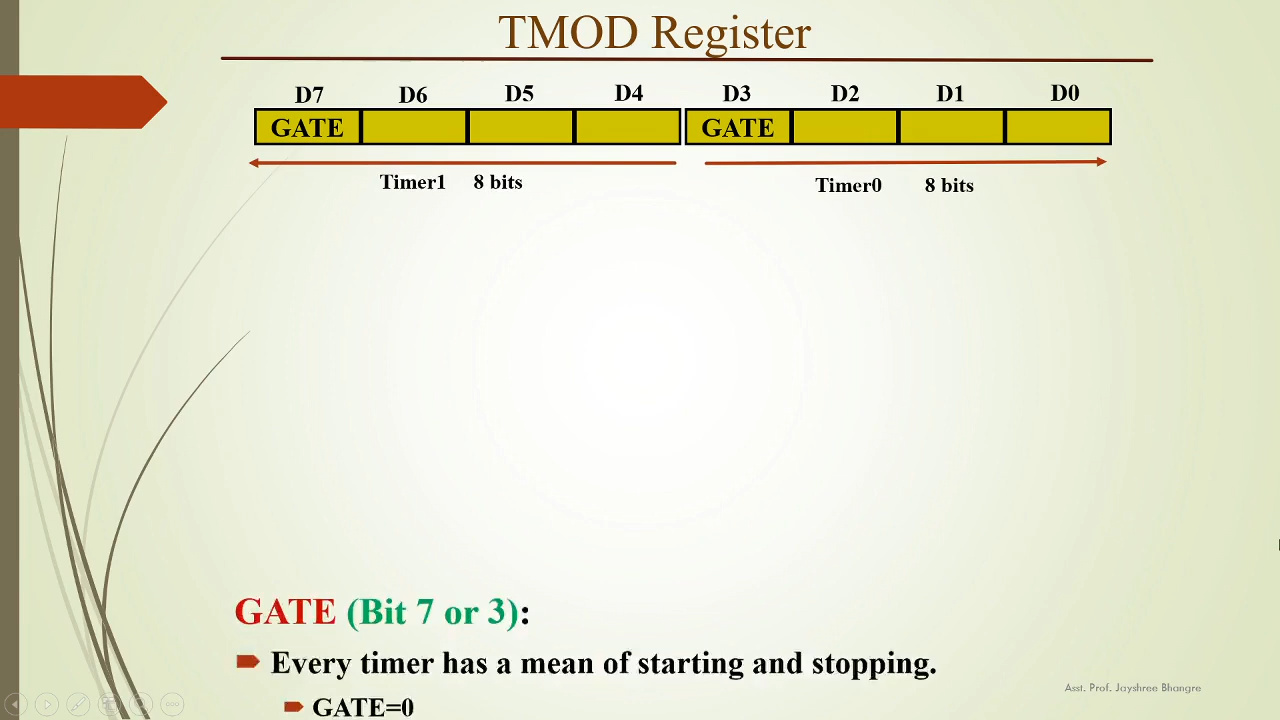 TMOD Register
D7 D6 D5 D4 D3 D2 D1 D0
GATE GATE
Timer1 8 bits Timer0 8 bits
GATE (Bit 7 or 3):
Every timer has a mean of starting and stopping.
GATE=0
Asst. Prof. Jayshree Bhangre